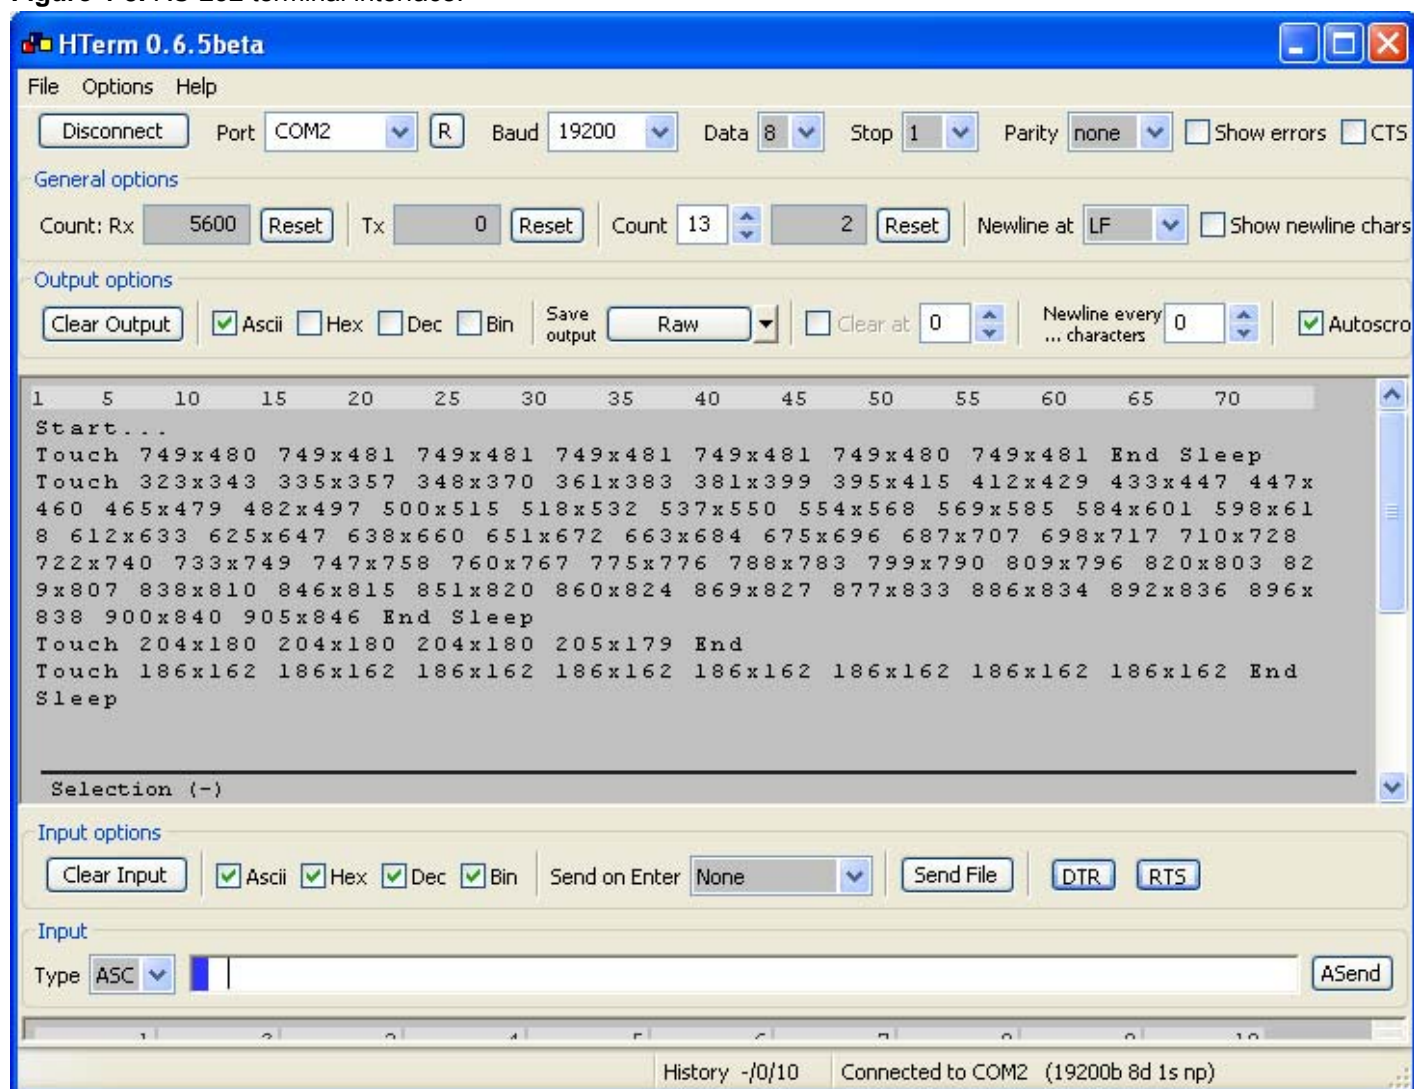 HTerm 0.6.5beta
File Options Help
Disconnect Port COM2 R Baud 19200 Data 8 Stop 1 Parity none Show errors CTS
General options
Count: Rx 5600 Reset Tx 0 Reset Count 13 2 Reset Newline at LF Show newline chars
Output options
Clear Output Ascii Hex Dec Bin Save output Raw Clear at 0 Newline every ... characters 0 Autoscro
1 5 10 15 20 25 30 35 40 45 50 55 60 65 70
Start...
Touch 749x480 749x481 749x481 749x481 749x481 749x480 749x481 End Sleep
Touch 323x343 335x357 348x370 361x383 381x399 395x415 412x429 433x447 447x
460 465x479 482x497 500x515 518x532 537x550 554x568 569x585 584x601 598x61
8 612x633 625x647 638x660 651x672 663x684 675x696 687x707 698x717 710x728
722x740 733x749 747x758 760x767 775x776 788x783 799x790 809x796 820x803 82
9x807 838x810 846x815 851x820 860x824 869x827 877x833 886x834 892x836 896x
838 900x840 905x846 End Sleep
Touch 204x180 204x180 204x180 205x179 End
Touch 186x162 186x162 186x162 186x162 186x162 186x162 186x162 186x162 End
Sleep
Selection (-)
Input options
Clear Input Ascii Hex Dec Bin Send on Enter None Send File DTR RTS
Input
Type ASC ASend
History -/0/10 Connected to COM2 (19200b 8d 1s np)